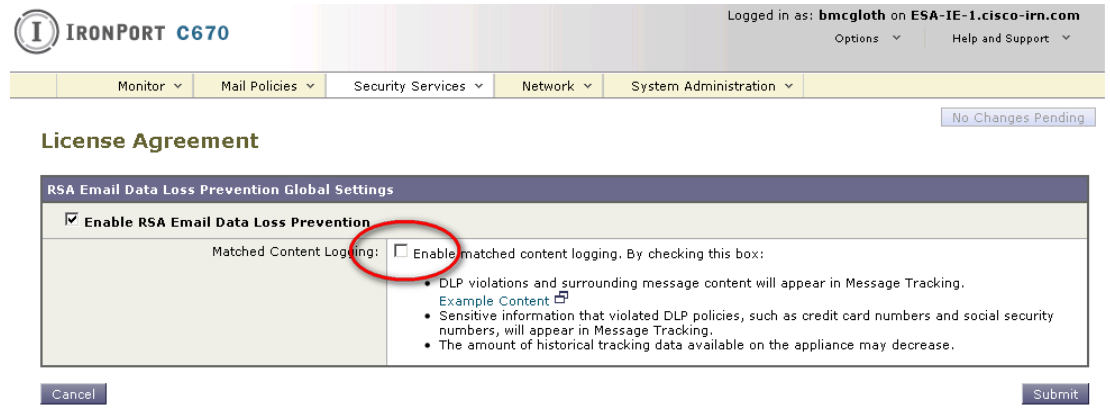 Logged in as: bmcgloth on ESA-IE-1.cisco-irn.com
IRONPORT C670
Options Help and Support
Monitor Mail Policies Security Services Network System Administration
No Changes Pending
License Agreement
RSA Email Data Loss Prevention Global Settings
Enable RSA Email Data Loss Prevention
Matched Content Logging: Enable matched content logging. By checking this box:
• DLP violations and surrounding message content will appear in Message Tracking.
Example Content
• Sensitive information that violated DLP policies, such as credit card numbers and social security
numbers, will appear in Message Tracking.
• The amount of historical tracking data available on the appliance may decrease.
Cancel Submit